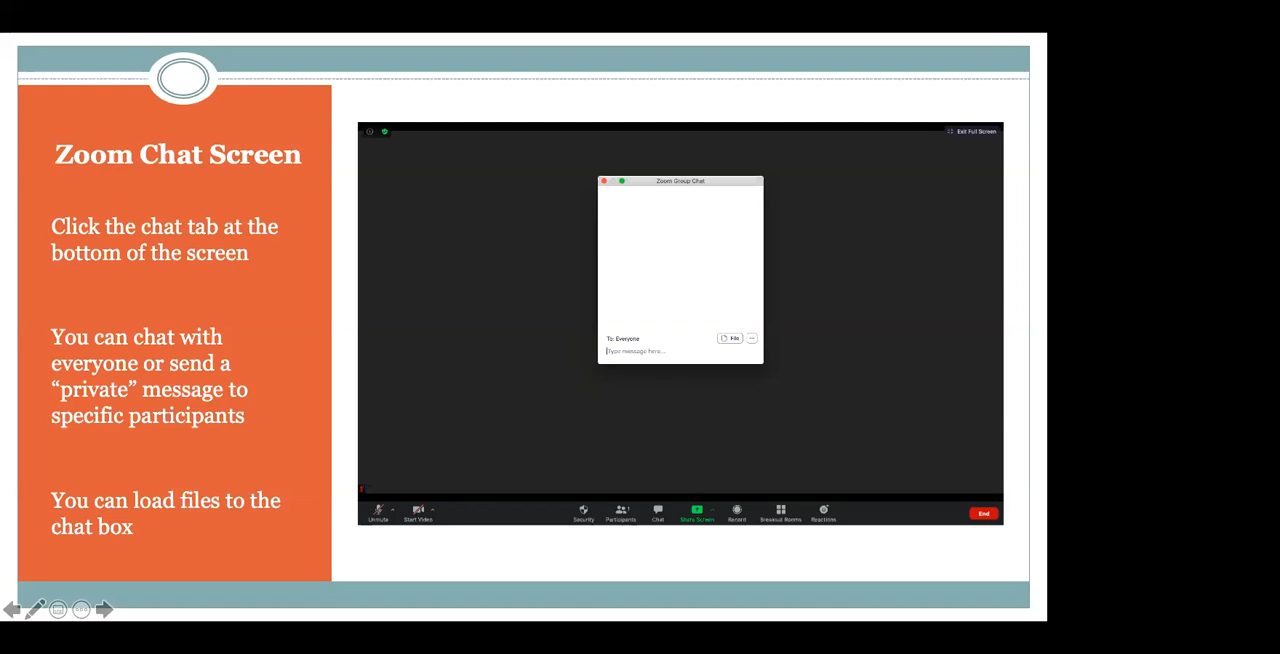 Zoom Chat Screen
Click the chat tab at the
bottom of the screen
You can chat with
everyone or send a
“private” message to
specific participants
You can load files to the
chat box
Exit Full Screen
Zoom Group Chat
To: Everyone
File
Type message here...
Unmute
Start Video
Security
Participants
1
Chat
Share Screen
Record
Breakout Rooms
Reactions
End